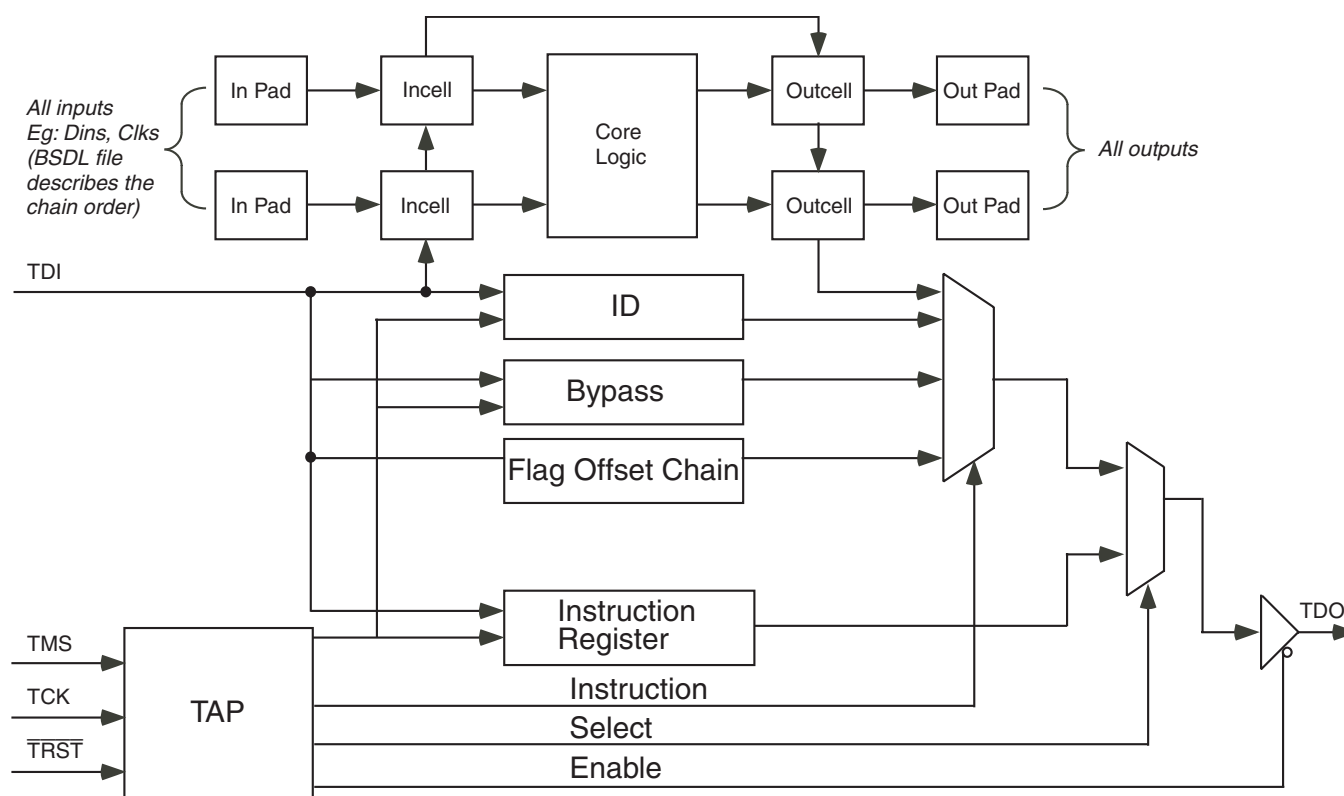 All inputs
Eg: Dins, Clks
(BSDL file
describes the
chain order)
In Pad
Incell
Core
Logic
Outcell
Out Pad
In Pad
Incell
Outcell
Out Pad
All outputs
TDI
ID
Bypass
Flag Offset Chain
Instruction
Register
TMS
TCK
TRST
TAP
Instruction
Select
Enable
TDO